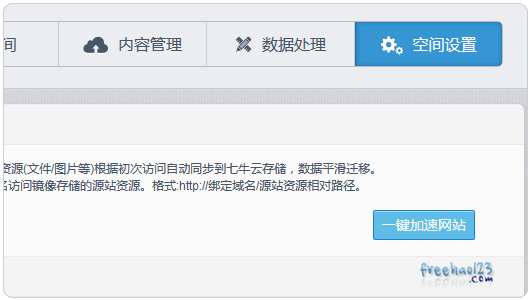 间 内容管理 数据处理 空间设置
资源(文件/图片等)根据初次访问自动同步到七牛云存储，数据平滑迁移。
名访问镜像存储的源站资源。格式:http://绑定域名/源站资源相对路径。
一键加速网站
freehao123
.com